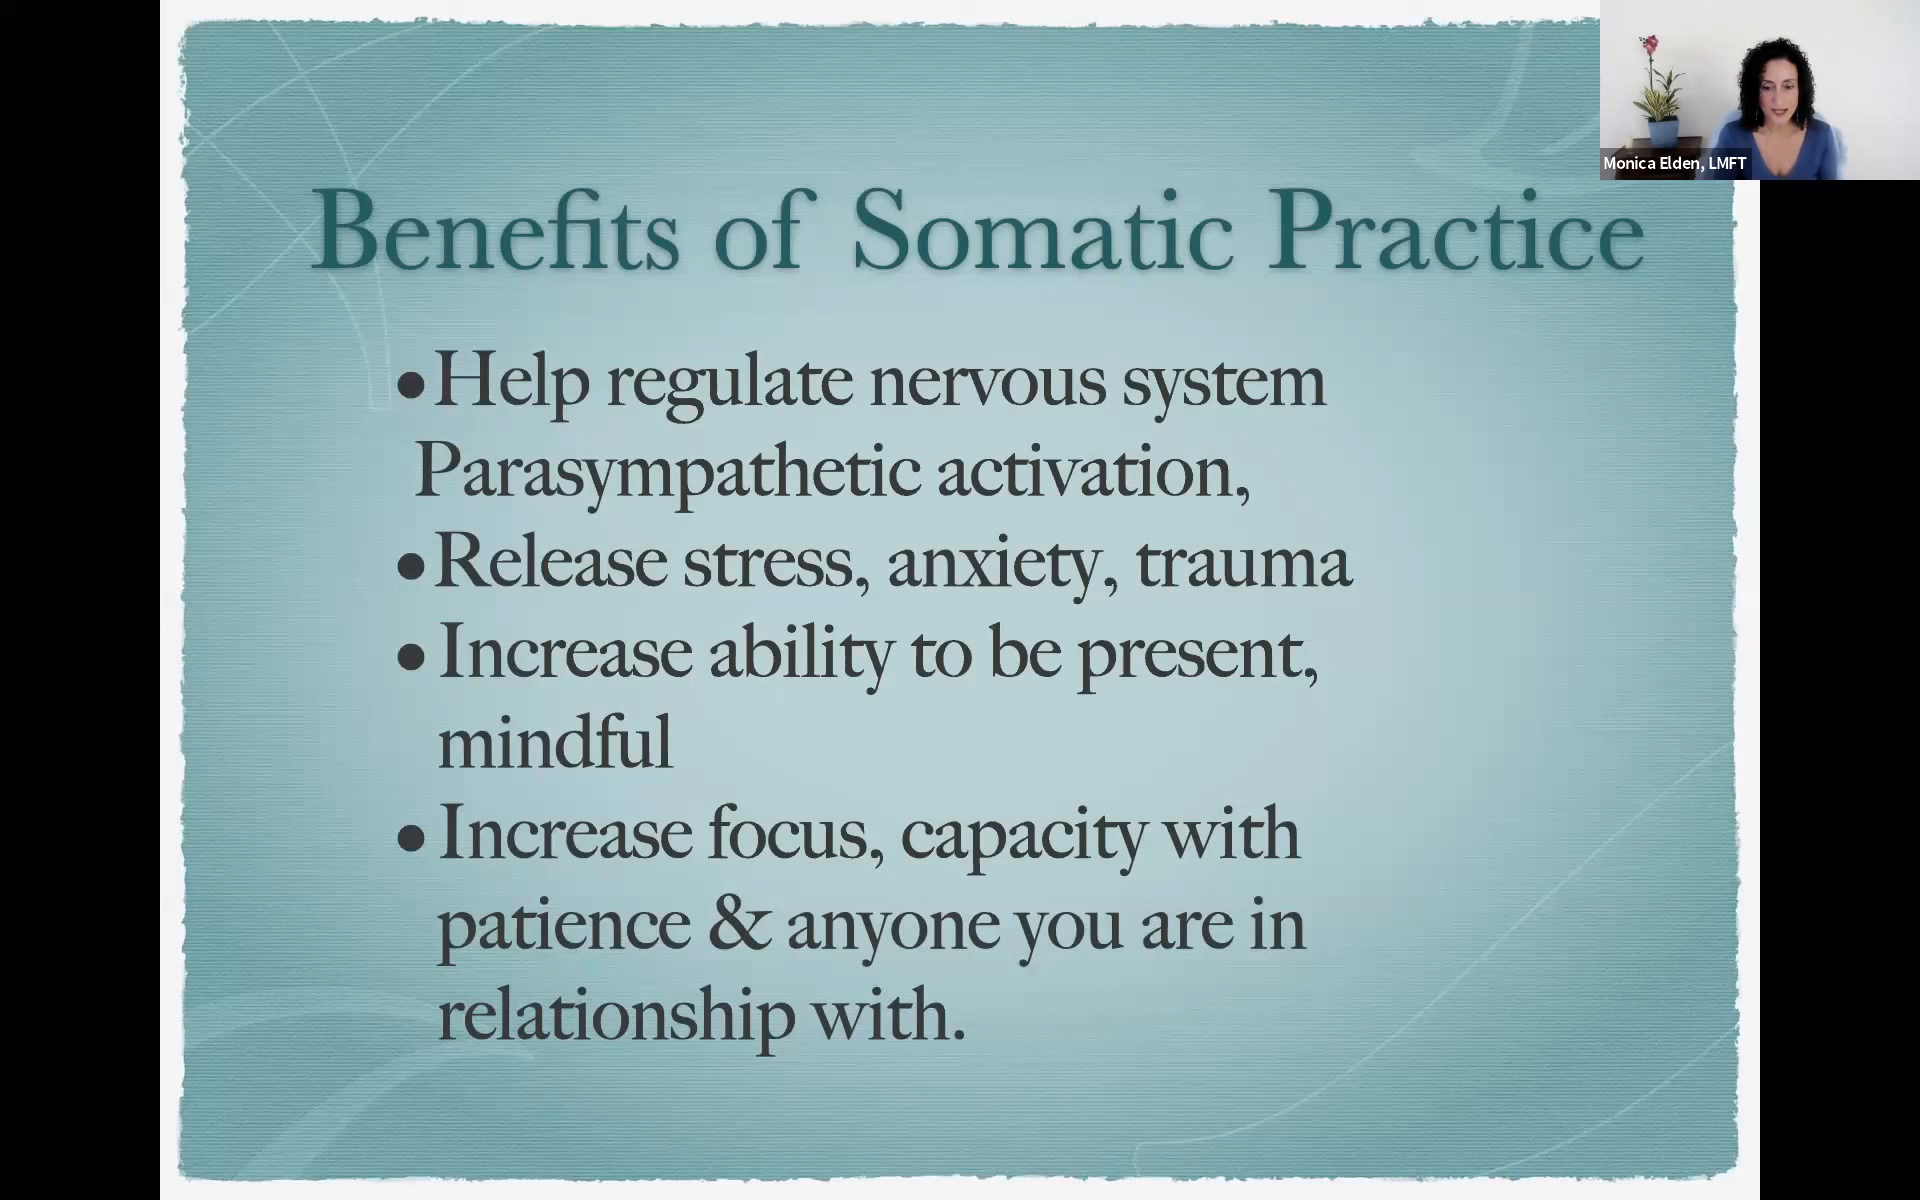 Monica Elden, LMFT
Benefits of Somatic Practice
•Help regulate nervous system
Parasympathetic activation,
•Release stress, anxiety, trauma
•Increase ability to be present,
mindful
•Increase focus, capacity with
patience & anyone you are in
relationship with.